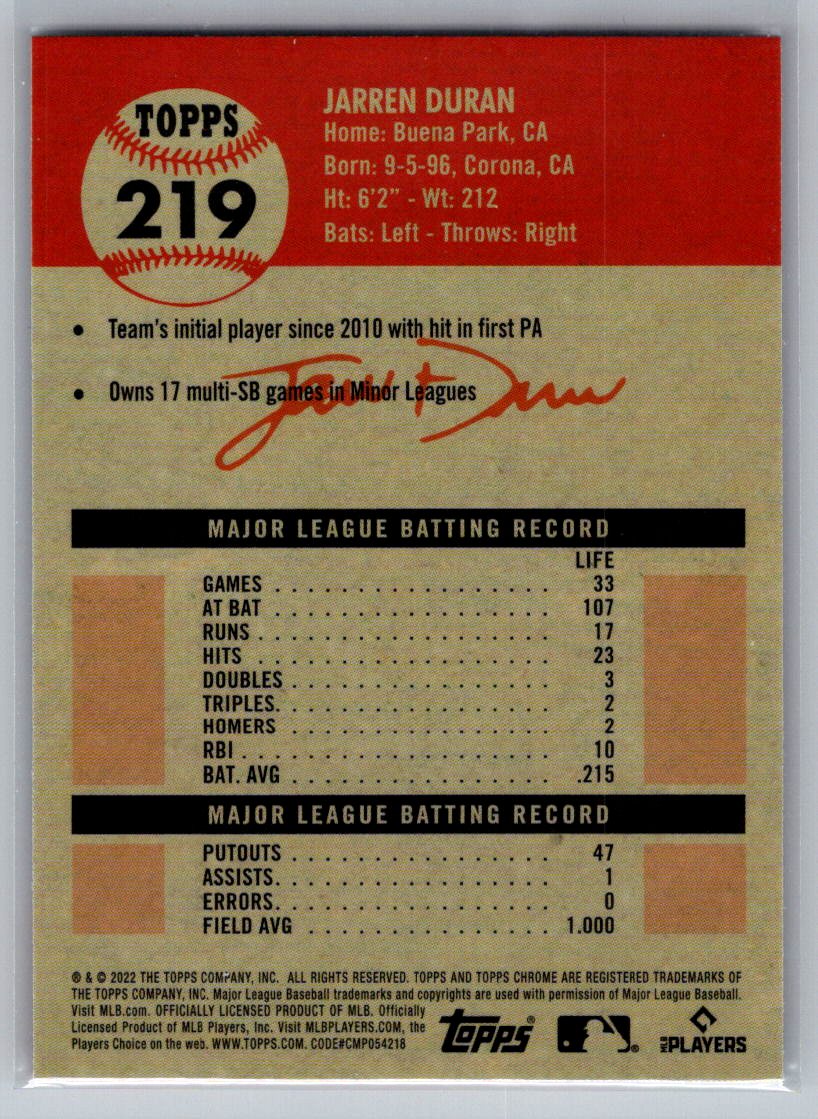 TOPPS
219
JARREN DURAN
Home: Buena Park, CA
Born: 9-5-96, Corona, CA
Ht: 6'2" - Wt: 212
Bats: Left - Throws: Right
• Team's initial player since 2010 with hit in first PA
• Owns 17 multi-SB games in Minor Leagues
MAJOR LEAGUE BATTING RECORD
LIFE
GAMES . . . . . . . . . . . . . . . . . 33
AT BAT . . . . . . . . . . . . . . . . . 107
RUNS . . . . . . . . . . . . . . . . . . 17
HITS . . . . . . . . . . . . . . . . . . 23
DOUBLES . . . . . . . . . . . . . . . . 3
TRIPLES. . . . . . . . . . . . . . . . . 2
HOMERS . . . . . . . . . . . . . . . . 2
RBI . . . . . . . . . . . . . . . . . . . 10
BAT. AVG . . . . . . . . . . . . . . . . .215
MAJOR LEAGUE BATTING RECORD
PUTOUTS . . . . . . . . . . . . . . . . 47
ASSISTS. . . . . . . . . . . . . . . . . 1
ERRORS. . . . . . . . . . . . . . . . . 0
FIELD AVG . . . . . . . . . . . . . . . 1.000
® & © 2022 THE TOPPS COMPANY, INC. ALL RIGHTS RESERVED. TOPPS AND TOPPS CHROME ARE REGISTERED TRADEMARKS OF
THE TOPPS COMPANY, INC. Major League Baseball trademarks and copyrights are used with permission of Major League Baseball.
Visit MLB.com. OFFICIALLY LICENSED PRODUCT OF MLB. Officially
Licensed Product of MLB Players, Inc. Visit MLBPLAYERS.COM, the
Players Choice on the web. WWW.TOPPS.COM. CODE#CMP054218
Topps® ® MLB PLAYERS